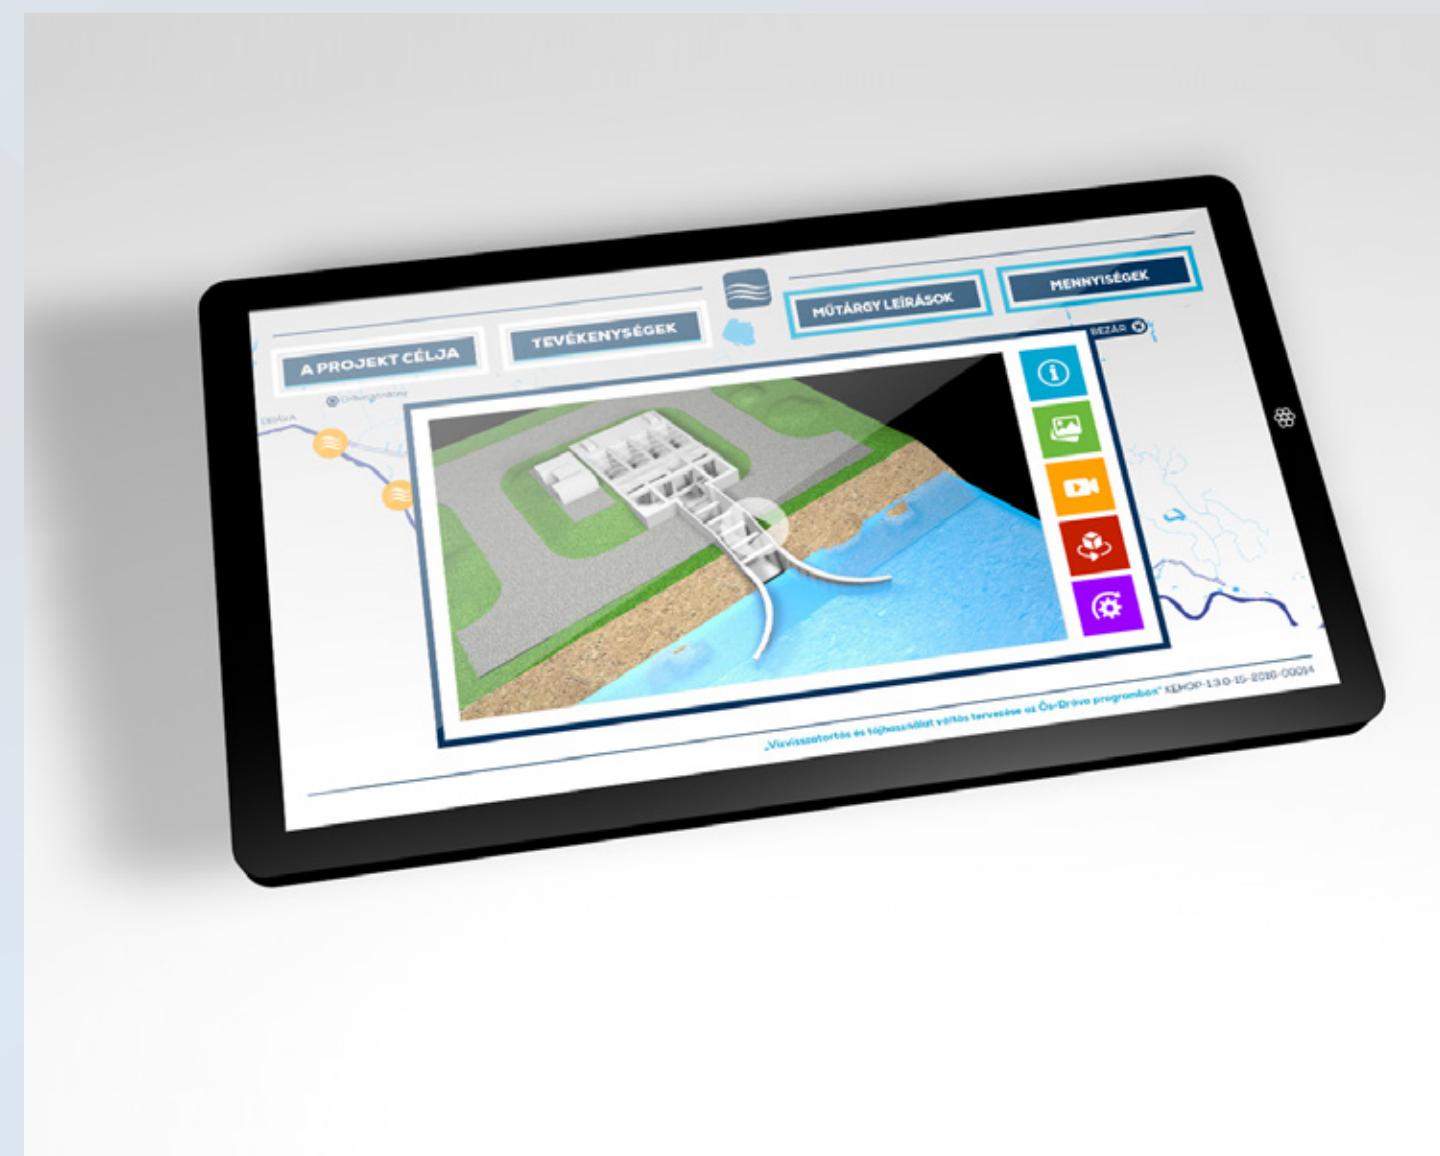 A PROJEKT CÉLJA
TEVÉKENYSÉGEK
MŰTÁRGY LEÍRÁSOK
MENNYISÉGEK
BEZÁR
DRÁVA
„Vízvisszatartás és tájhasználat váltás tervezése az Ős-Dráva programban” KEHOP-1.3.0-15-2016-00014